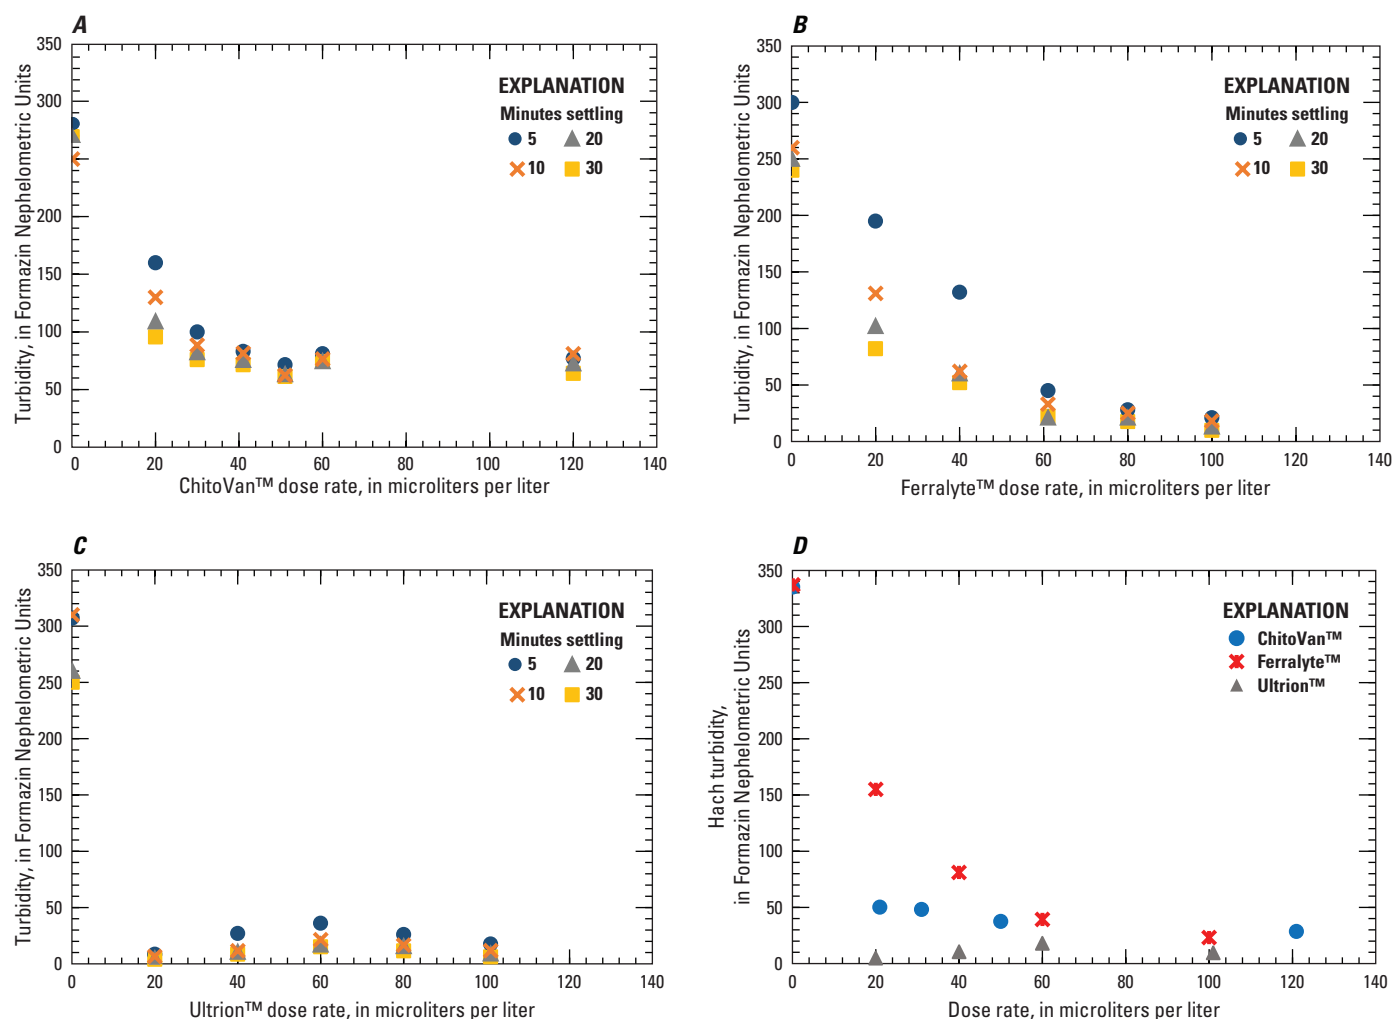 A
350
300
250
200
150
100
50
0
Turbidity, in Formazin Nephelometric Units
EXPLANATION
Minutes settling
5 20
10 30
0 20 40 60 80 100 120 140
ChitoVan™ dose rate, in microliters per liter
B
350
300
250
200
150
100
50
0
Turbidity, in Formazin Nephelometric Units
EXPLANATION
Minutes settling
5 20
10 30
0 20 40 60 80 100 120 140
Ferralyte™ dose rate, in microliters per liter
C
350
300
250
200
150
100
50
0
Turbidity, in Formazin Nephelometric Units
EXPLANATION
Minutes settling
5 20
10 30
0 20 40 60 80 100 120 140
Ultrion™ dose rate, in microliters per liter
D
350
300
250
200
150
100
50
0
Hach turbidity,
in Formazin Nephelometric Units
EXPLANATION
ChitoVan™
Ferralyte™
Ultrion™
0 20 40 60 80 100 120 140
Dose rate, in microliters per liter